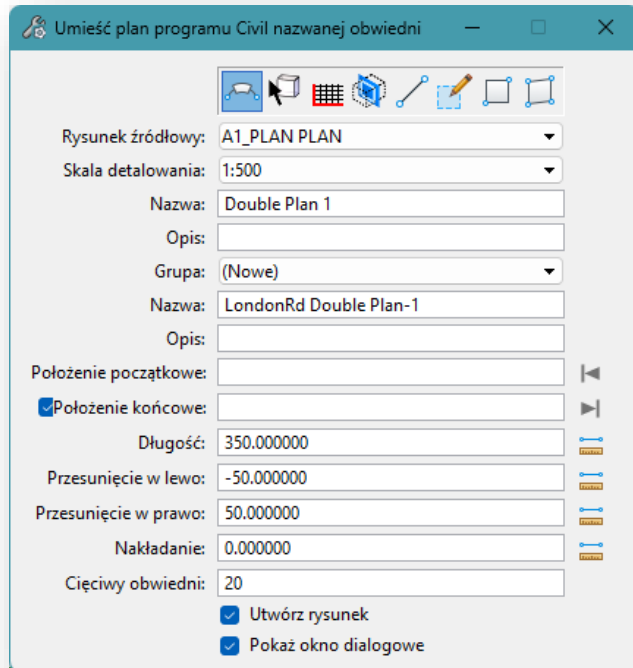 Umieść plan programu Civil nazwanej obwiedni
Rysunek źródłowy: A1_PLAN PLAN
Skala detalowania: 1:500
Nazwa: Double Plan 1
Opis:
Grupa: (Nowe)
Nazwa: LondonRd Double Plan-1
Opis:
Położenie początkowe:
Położenie końcowe:
Długość: 350.000000
Przesunięcie w lewo: -50.000000
Przesunięcie w prawo: 50.000000
Nakładanie: 0.000000
Cięciwy obwiedni: 20
Utwórz rysunek
Pokaż okno dialogowe